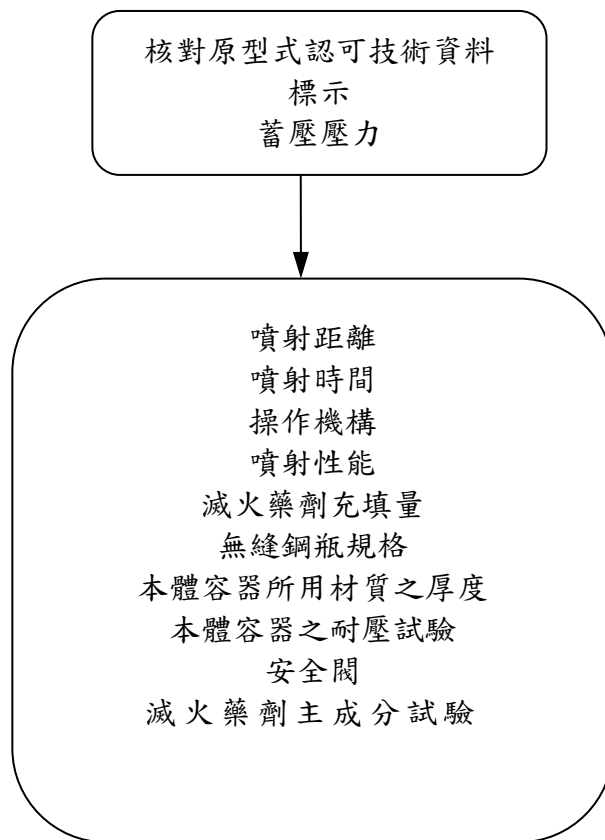 核對原型式認可技術資料
標示
蓄壓壓力
噴射距離
噴射時間
操作機構
噴射性能
滅火藥劑充填量
無縫鋼瓶規格
本體容器所用材質之厚度
本體容器之耐壓試驗
安全閥
滅火藥劑主成分試驗